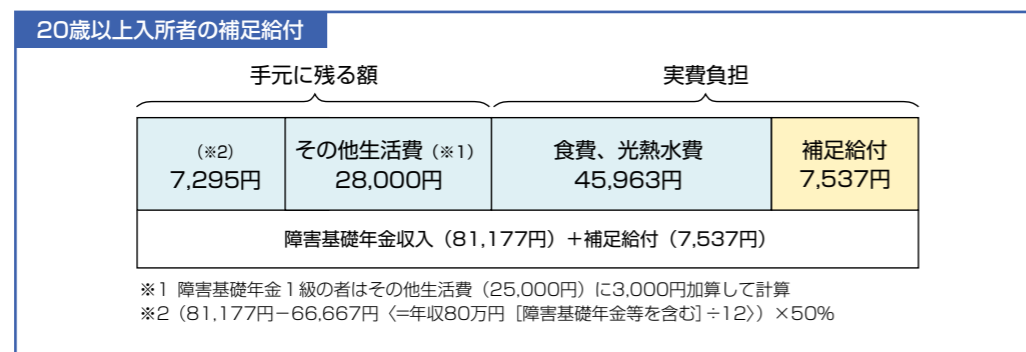 20歳以上入所者の補足給付
手元に残る額 実費負担
(※2) その他生活費(※1) 食費、光熱水費 補足給付
7,295円 28,000円 45,963円 7,537円
障害基礎年金収入(81,177円)+補足給付(7,537円)
※1 障害基礎年金1級の者はその他生活費(25,000円)に3,000円加算して計算
※2(81,177円-66,667円〈=年収80万円[障害基礎年金等を含む]÷12〉)×50%